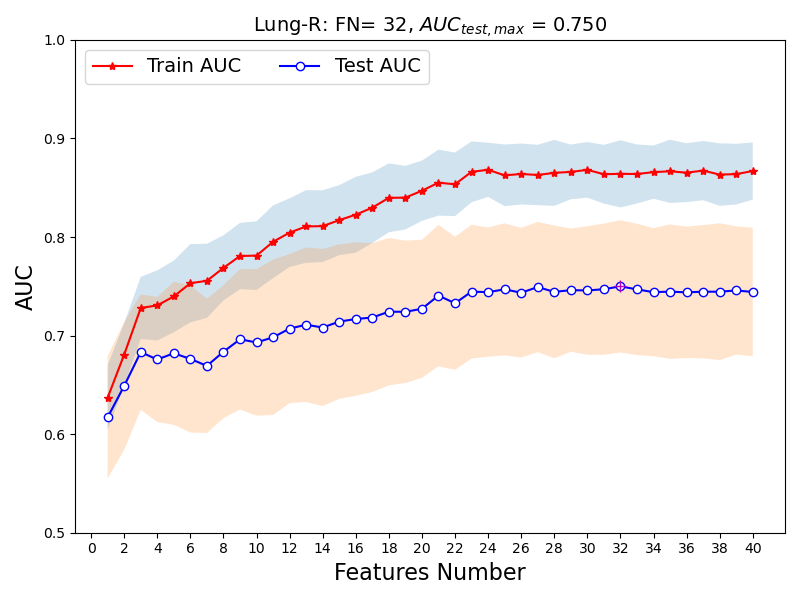 Lung-R: FN= 32, AUC_{test,max} = 0.750
Train AUC
Test AUC
AUC
1.0
0.9
0.8
0.7
0.6
0.5
0 2 4 6 8 10 12 14 16 18 20 22 24 26 28 30 32 34 36 38 40
Features Number